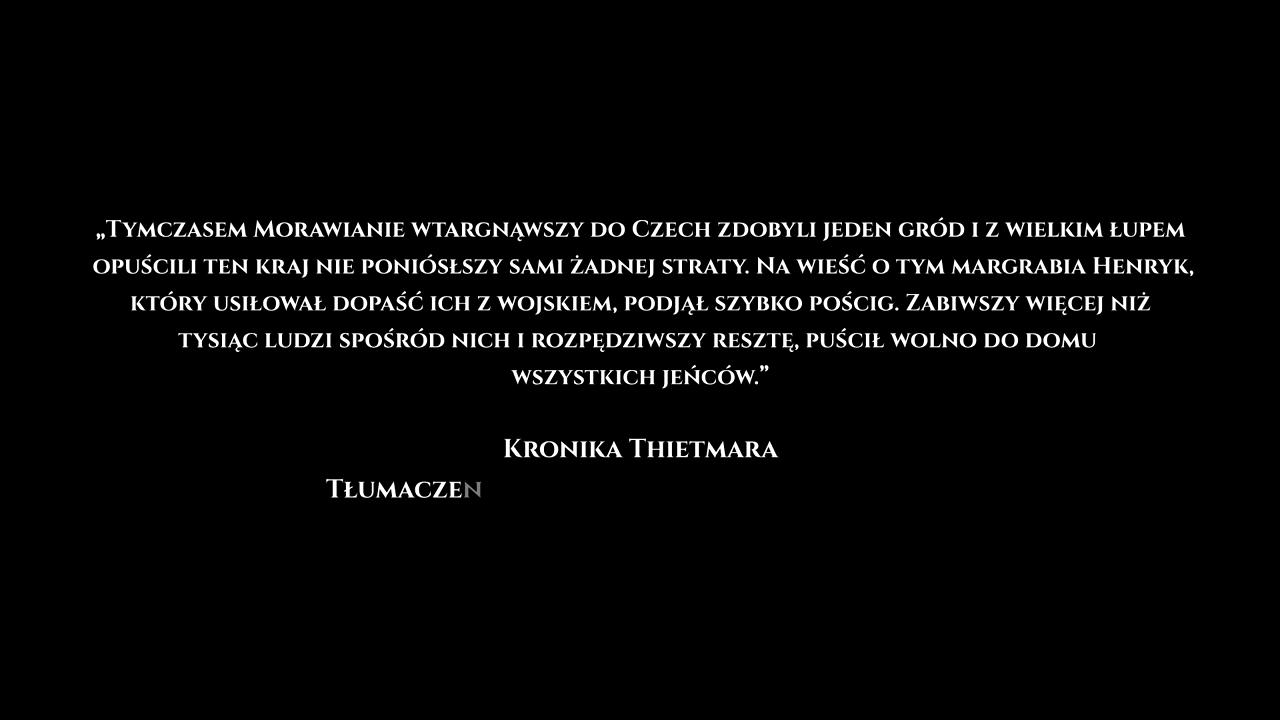 „Tymczasem Morawianie wtargnąwszy do Czech zdobyli jeden gród i z wielkim łupem
opuścili ten kraj nie poniósłszy sami żadnej straty. Na wieść o tym margrabia Henryk,
który usiłował dopaść ich z wojskiem, podjął szybko pościg. Zabiwszy więcej niż
tysiąc ludzi spośród nich i rozpędziwszy resztę, puścił wolno do domu
wszystkich jeńców.”
Kronika Thietmara
Tłumaczen